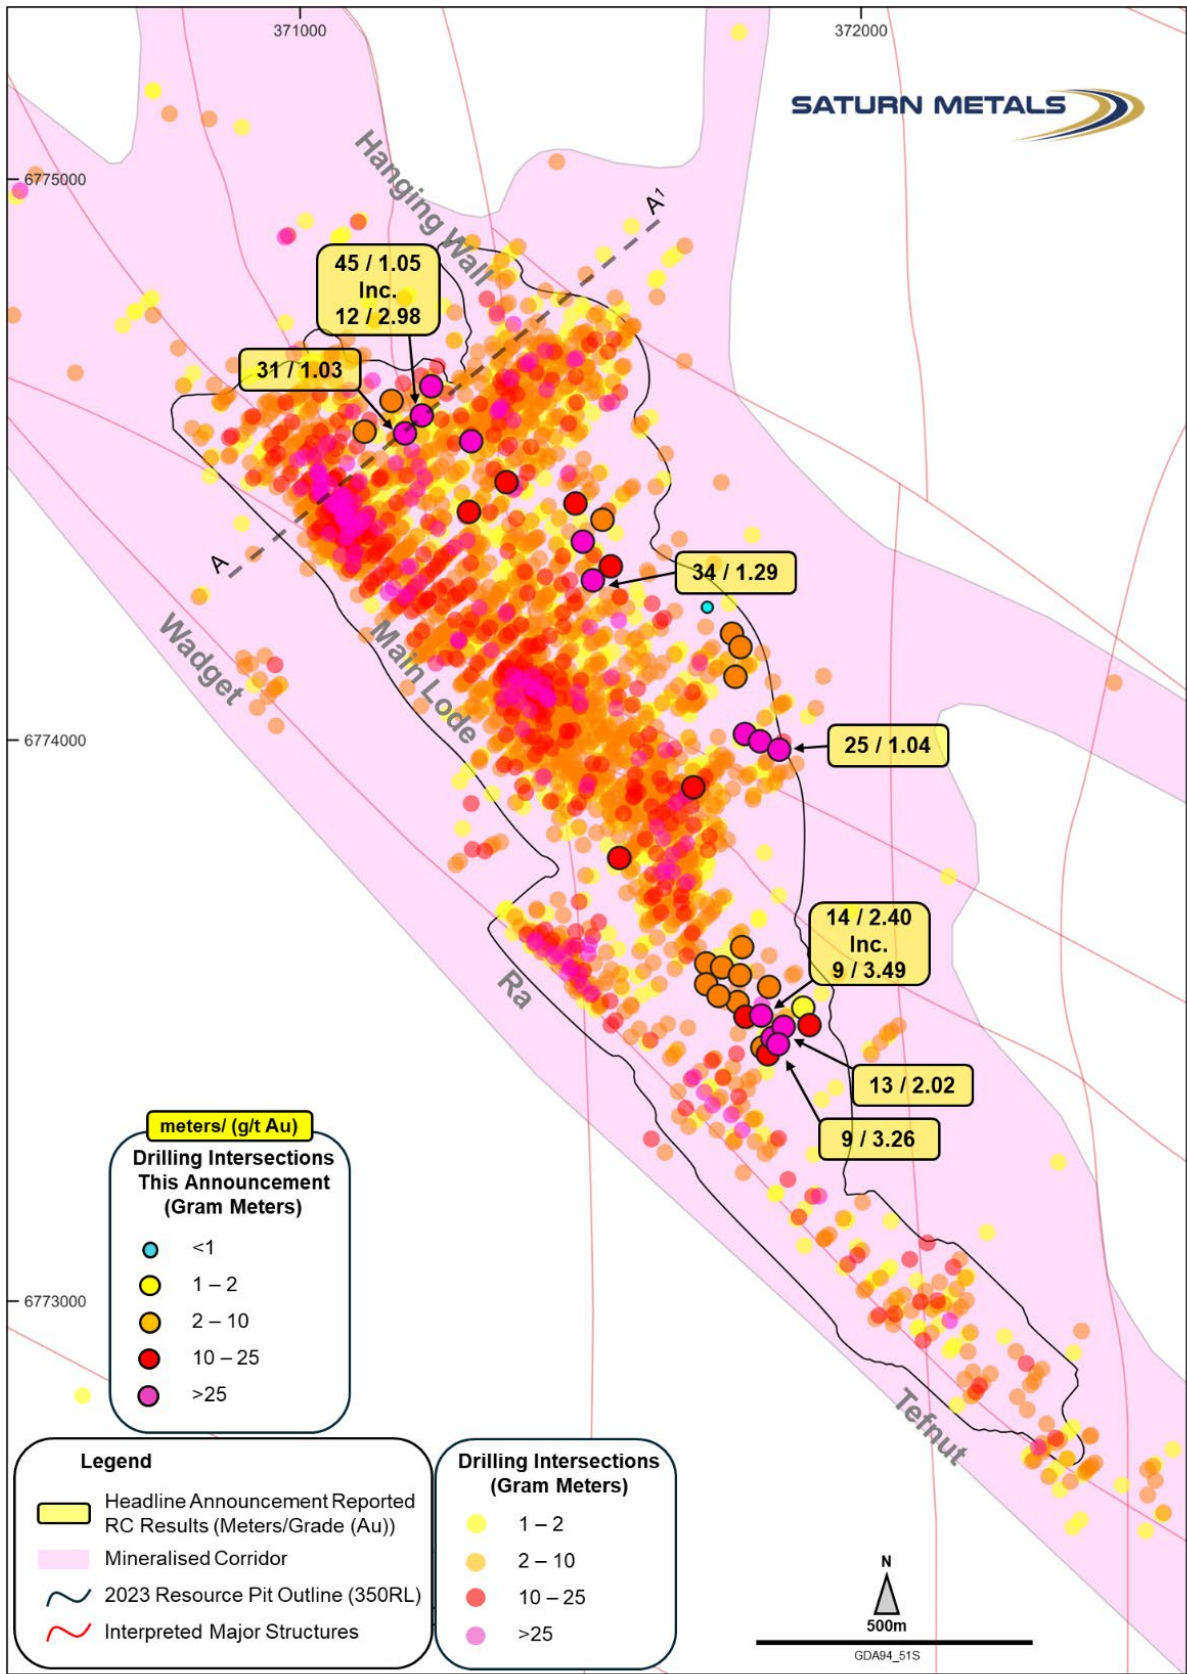 371000
372000
SATURN METALS
6775000
Hanging Wall
A¹
45 / 1.05
Inc.
12 / 2.98
31 / 1.03
A
34 / 1.29
Wadget
Main Lode
6774000
25 / 1.04
14 / 2.40
Inc.
9 / 3.49
Ra
13 / 2.02
9 / 3.26
meters/ (g/t Au)
Drilling Intersections
This Announcement
(Gram Meters)
<1
1 – 2
2 – 10
10 – 25
>25
6773000
Tefnut
Legend
Headline Announcement Reported
RC Results (Meters/Grade (Au))
Mineralised Corridor
2023 Resource Pit Outline (350RL)
Interpreted Major Structures
Drilling Intersections
(Gram Meters)
1 – 2
2 – 10
10 – 25
>25
N
500m
GDA94_51S